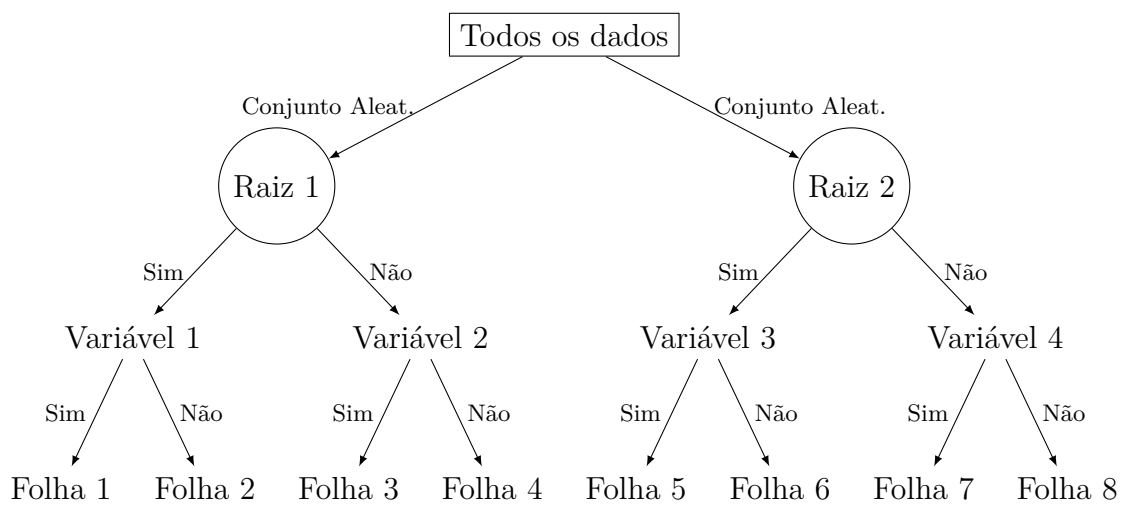 Todos os dados
Conjunto Aleat. Conjunto Aleat.
Raiz 1 Raiz 2
Sim Não Sim Não
Variável 1 Variável 2 Variável 3 Variável 4
Sim Não Sim Não Sim Não Sim Não
Folha 1 Folha 2 Folha 3 Folha 4 Folha 5 Folha 6 Folha 7 Folha 8